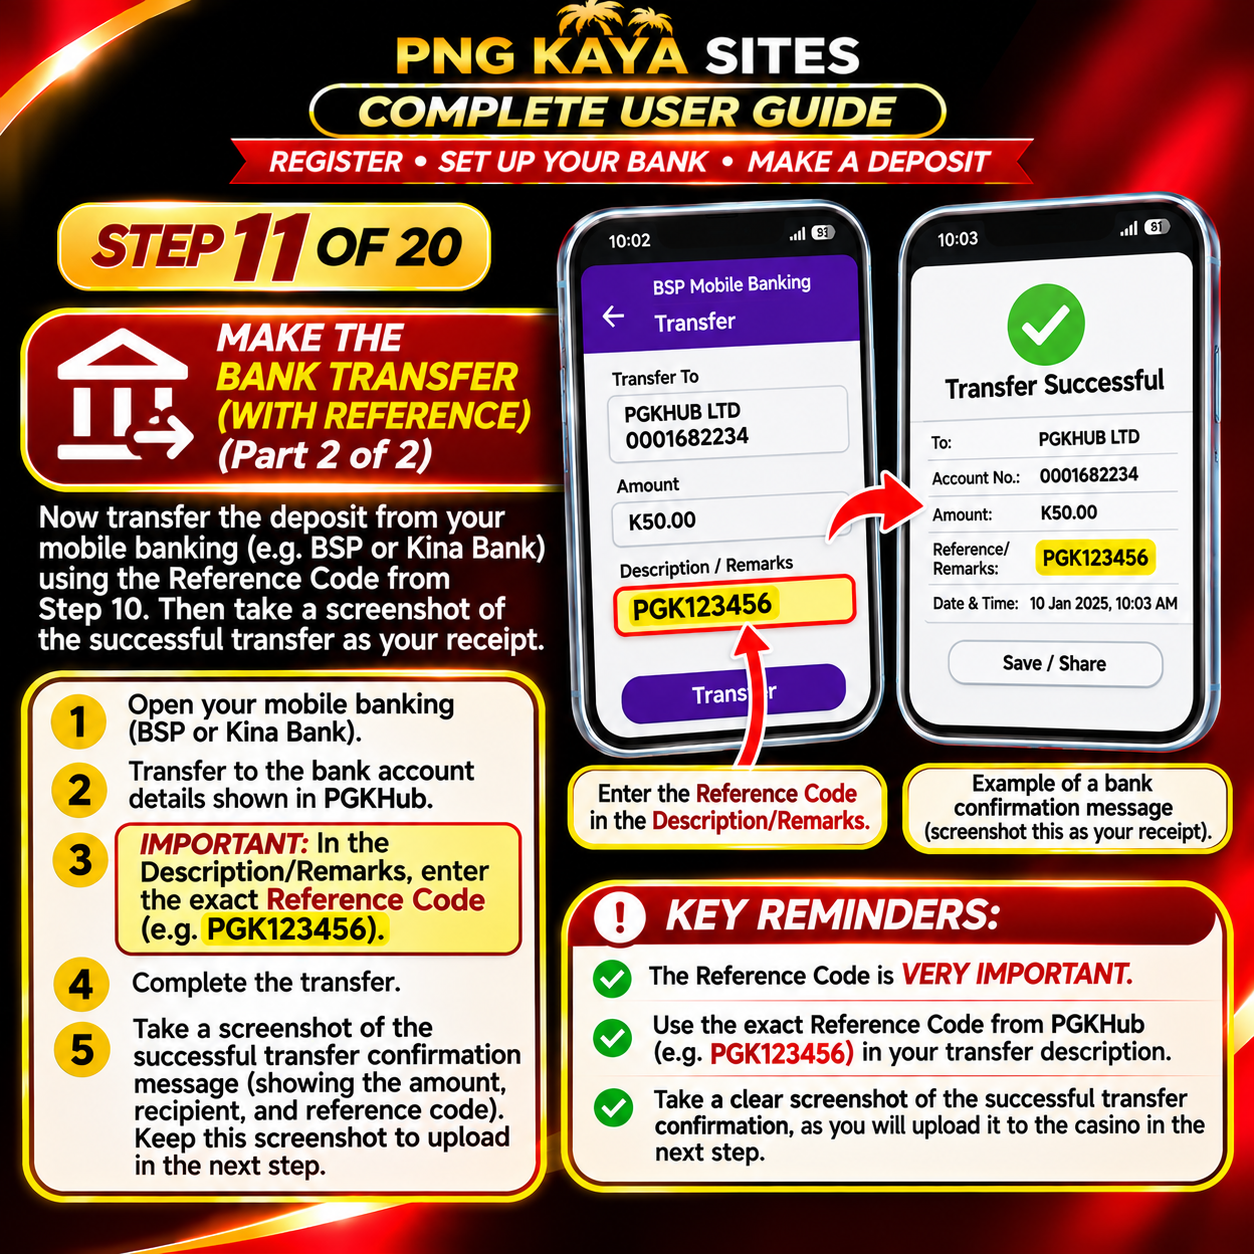 PNG KAYA SITES
COMPLETE USER GUIDE
REGISTER • SET UP YOUR BANK • MAKE A DEPOSIT
STEP 11 OF 20
MAKE THE
BANK TRANSFER
(WITH REFERENCE)
(Part 2 of 2)
Now transfer the deposit from your
mobile banking (e.g. BSP or Kina Bank)
using the Reference Code from
Step 10. Then take a screenshot of
the successful transfer as your receipt.
1
Open your mobile banking
(BSP or Kina Bank).
2
Transfer to the bank account
details shown in PGKHub.
3
IMPORTANT: In the
Description/Remarks, enter
the exact Reference Code
(e.g. PGK123456).
4
Complete the transfer.
5
Take a screenshot of the
successful transfer confirmation
message (showing the amount,
recipient, and reference code).
Keep this screenshot to upload
in the next step.
10:02
BSP Mobile Banking
Transfer
Transfer To
PGKHUB LTD
0001682234
Amount
K50.00
Description / Remarks
PGK123456
Transfer
Enter the Reference Code
in the Description/Remarks.
10:03
Transfer Successful
To: PGKHUB LTD
Account No.: 0001682234
Amount: K50.00
Reference/
Remarks: PGK123456
Date & Time: 10 Jan 2025, 10:03 AM
Save / Share
Example of a bank
confirmation message
(screenshot this as your receipt).
! KEY REMINDERS:
The Reference Code is VERY IMPORTANT.
Use the exact Reference Code from PGKHub
(e.g. PGK123456) in your transfer description.
Take a clear screenshot of the successful transfer
confirmation, as you will upload it to the casino in the
next step.